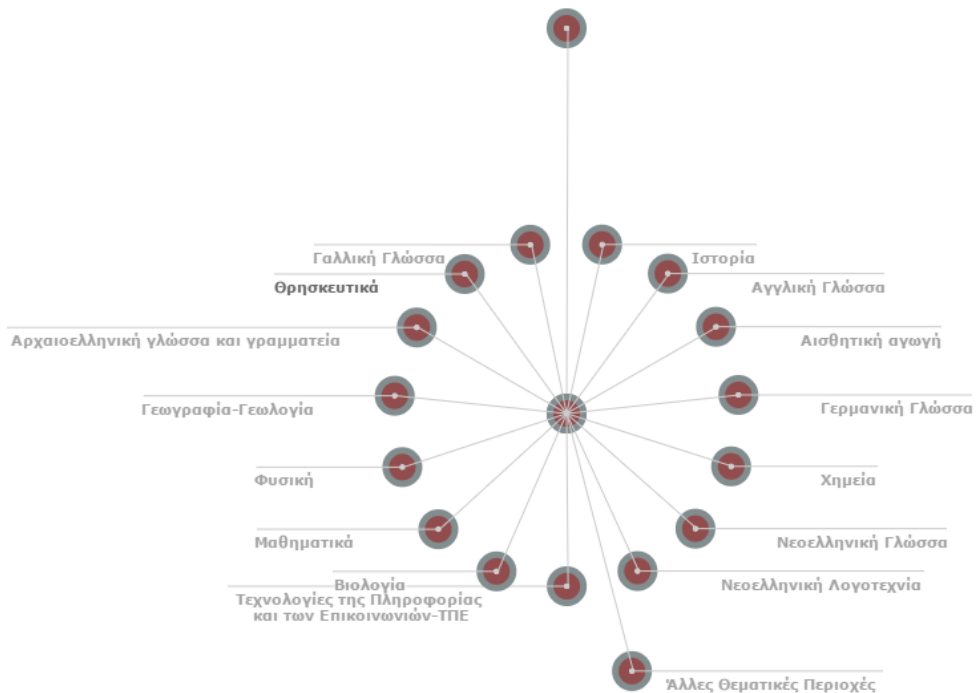 Γαλλική Γλώσσα
Ιστορία
Θρησκευτικά
Αγγλική Γλώσσα
Αρχαιοελληνική γλώσσα και γραμματεία
Αισθητική αγωγή
Γεωγραφία-Γεωλογία
Γερμανική Γλώσσα
Φυσική
Χημεία
Μαθηματικά
Νεοελληνική Γλώσσα
Βιολογία
Νεοελληνική Λογοτεχνία
Τεχνολογίες της Πληροφορίας
και των Επικοινωνιών-ΤΠΕ
Άλλες Θεματικές Περιοχές